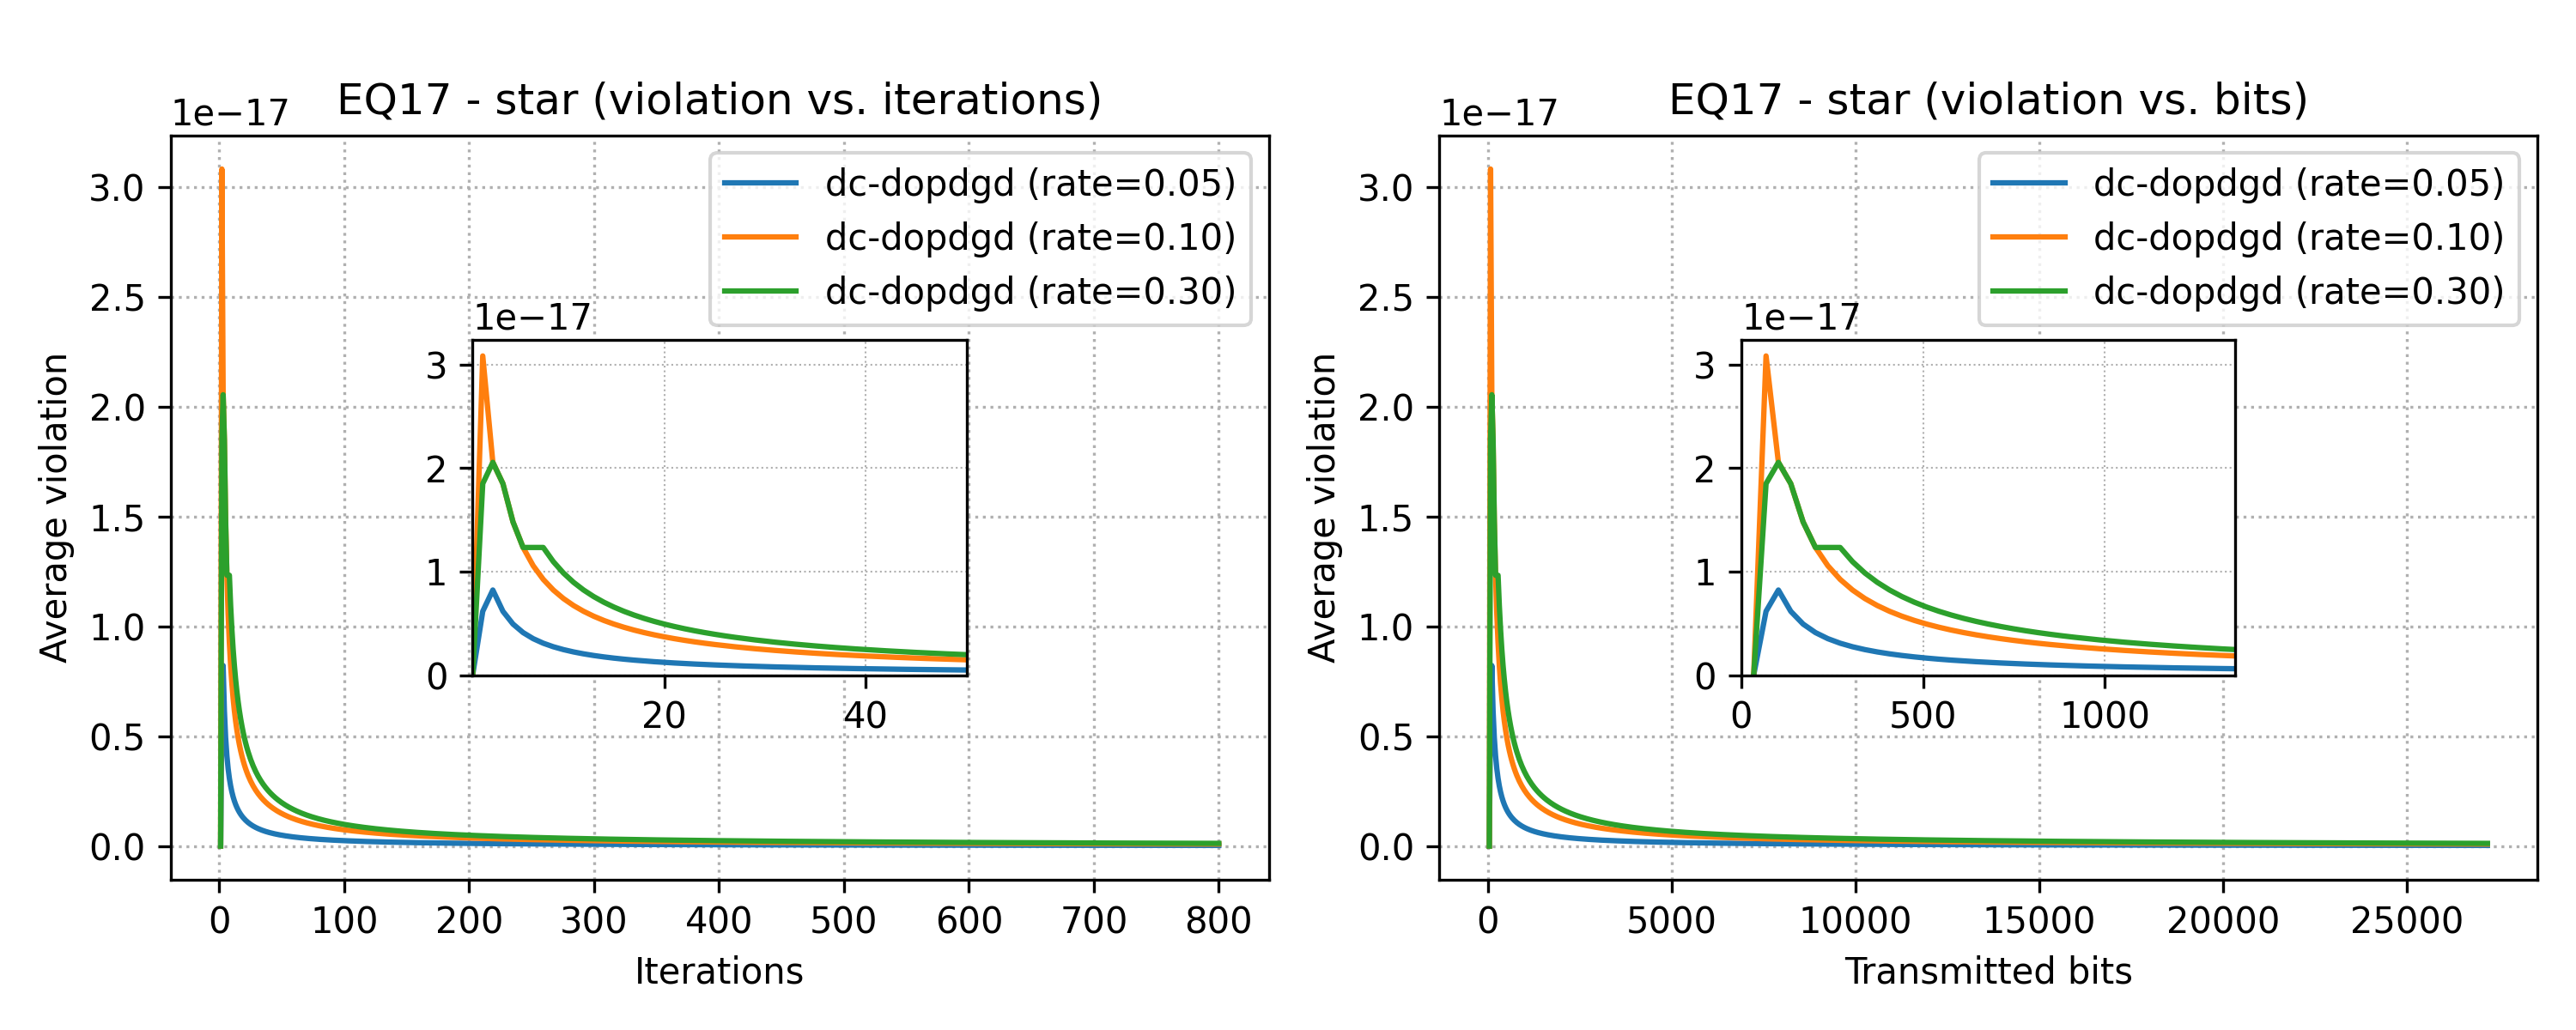 EQ17 - star (violation vs. iterations)
1e−17
3.0
2.5
2.0
1.5
1.0
0.5
0.0
Average violation
dc-dopdgd (rate=0.05)
dc-dopdgd (rate=0.10)
dc-dopdgd (rate=0.30)
1e−17
3
2
1
0
20 40
0 100 200 300 400 500 600 700 800
Iterations
EQ17 - star (violation vs. bits)
1e−17
3.0
2.5
2.0
1.5
1.0
0.5
0.0
Average violation
dc-dopdgd (rate=0.05)
dc-dopdgd (rate=0.10)
dc-dopdgd (rate=0.30)
1e−17
3
2
1
0
0 500 1000
0 5000 10000 15000 20000 25000
Transmitted bits